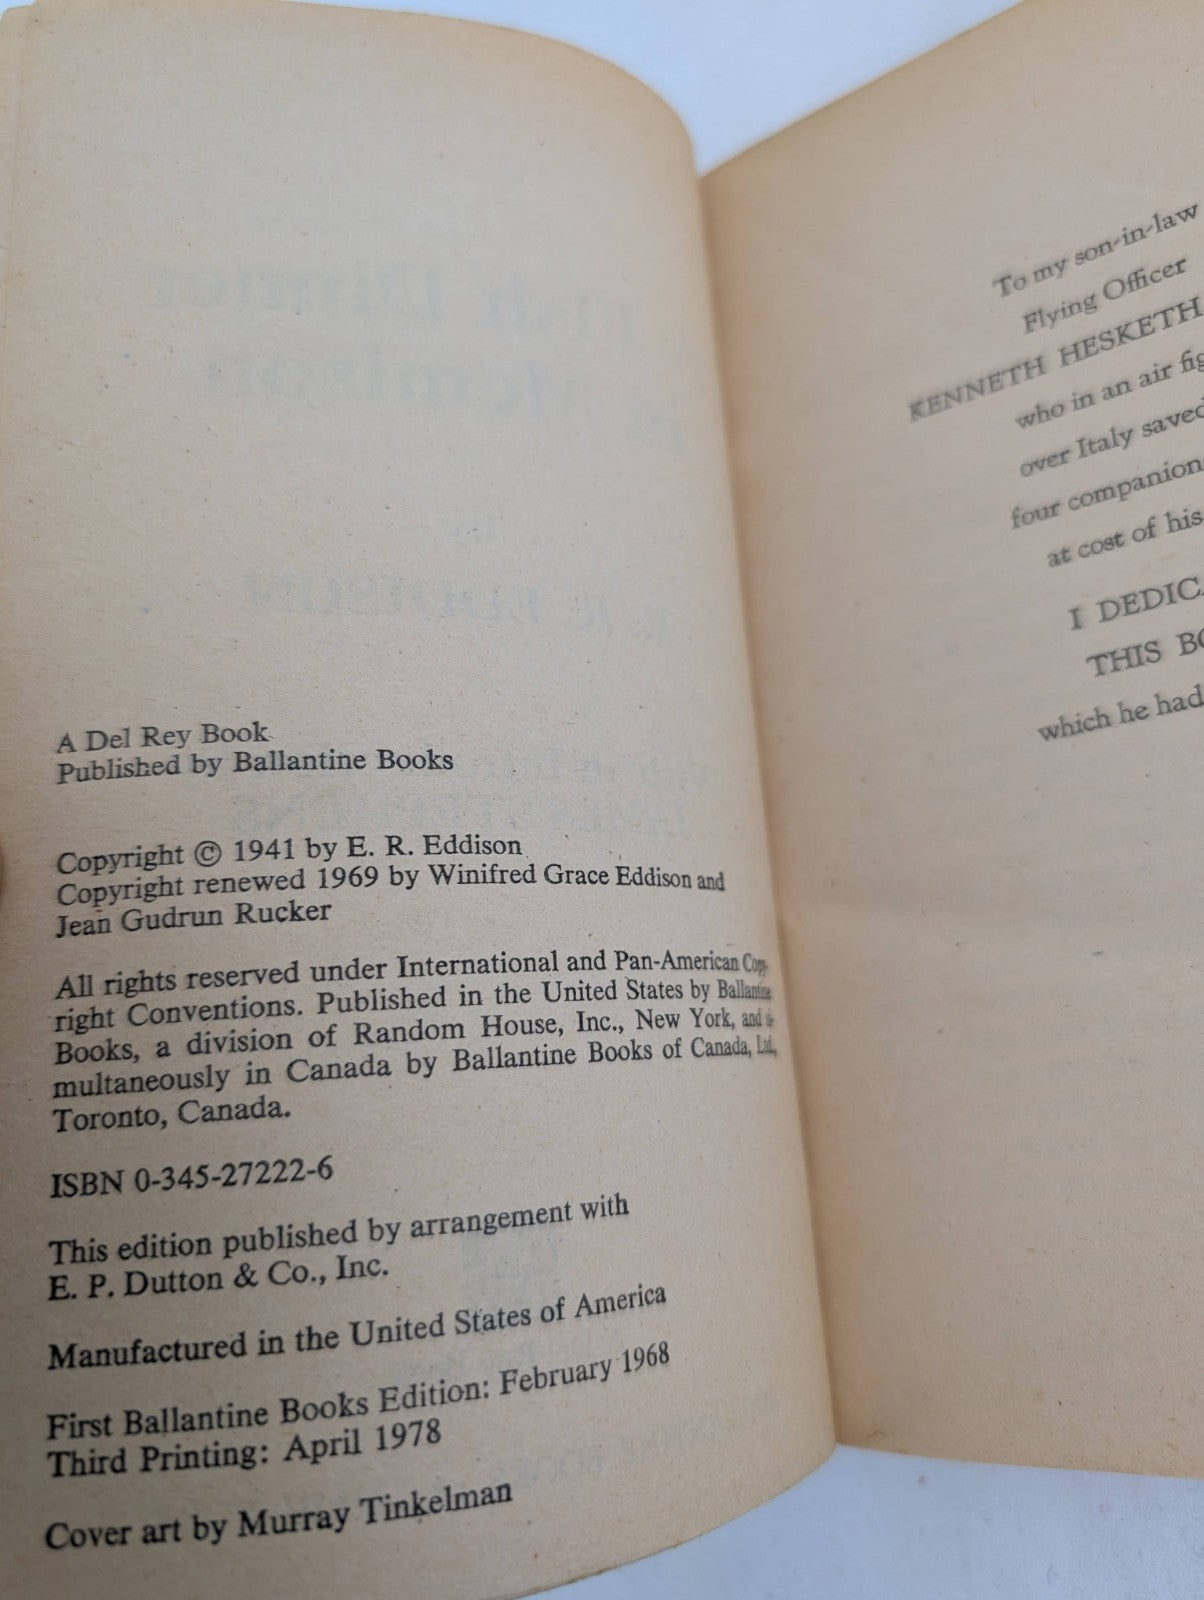 A Del Rey Book
Published by Ballantine Books
Copyright © 1941 by E. R. Eddison
Copyright renewed 1969 by Winifred Grace Eddison and
Jean Gudrun Rucker
All rights reserved under International and Pan-American Copy-
right Conventions. Published in the United States by Ballantine
Books, a division of Random House, Inc., New York, and si-
multaneously in Canada by Ballantine Books of Canada, Ltd.,
Toronto, Canada.
ISBN 0-345-27222-6
This edition published by arrangement with
E. P. Dutton & Co., Inc.
Manufactured in the United States of America
First Ballantine Books Edition: February 1968
Third Printing: April 1978
Cover art by Murray Tinkelman
To my son-in-law
Flying Officer
KENNETH HESKETH
who in an air fig
over Italy saved
four companion
at cost of his
I DEDICA
THIS BO
which he had